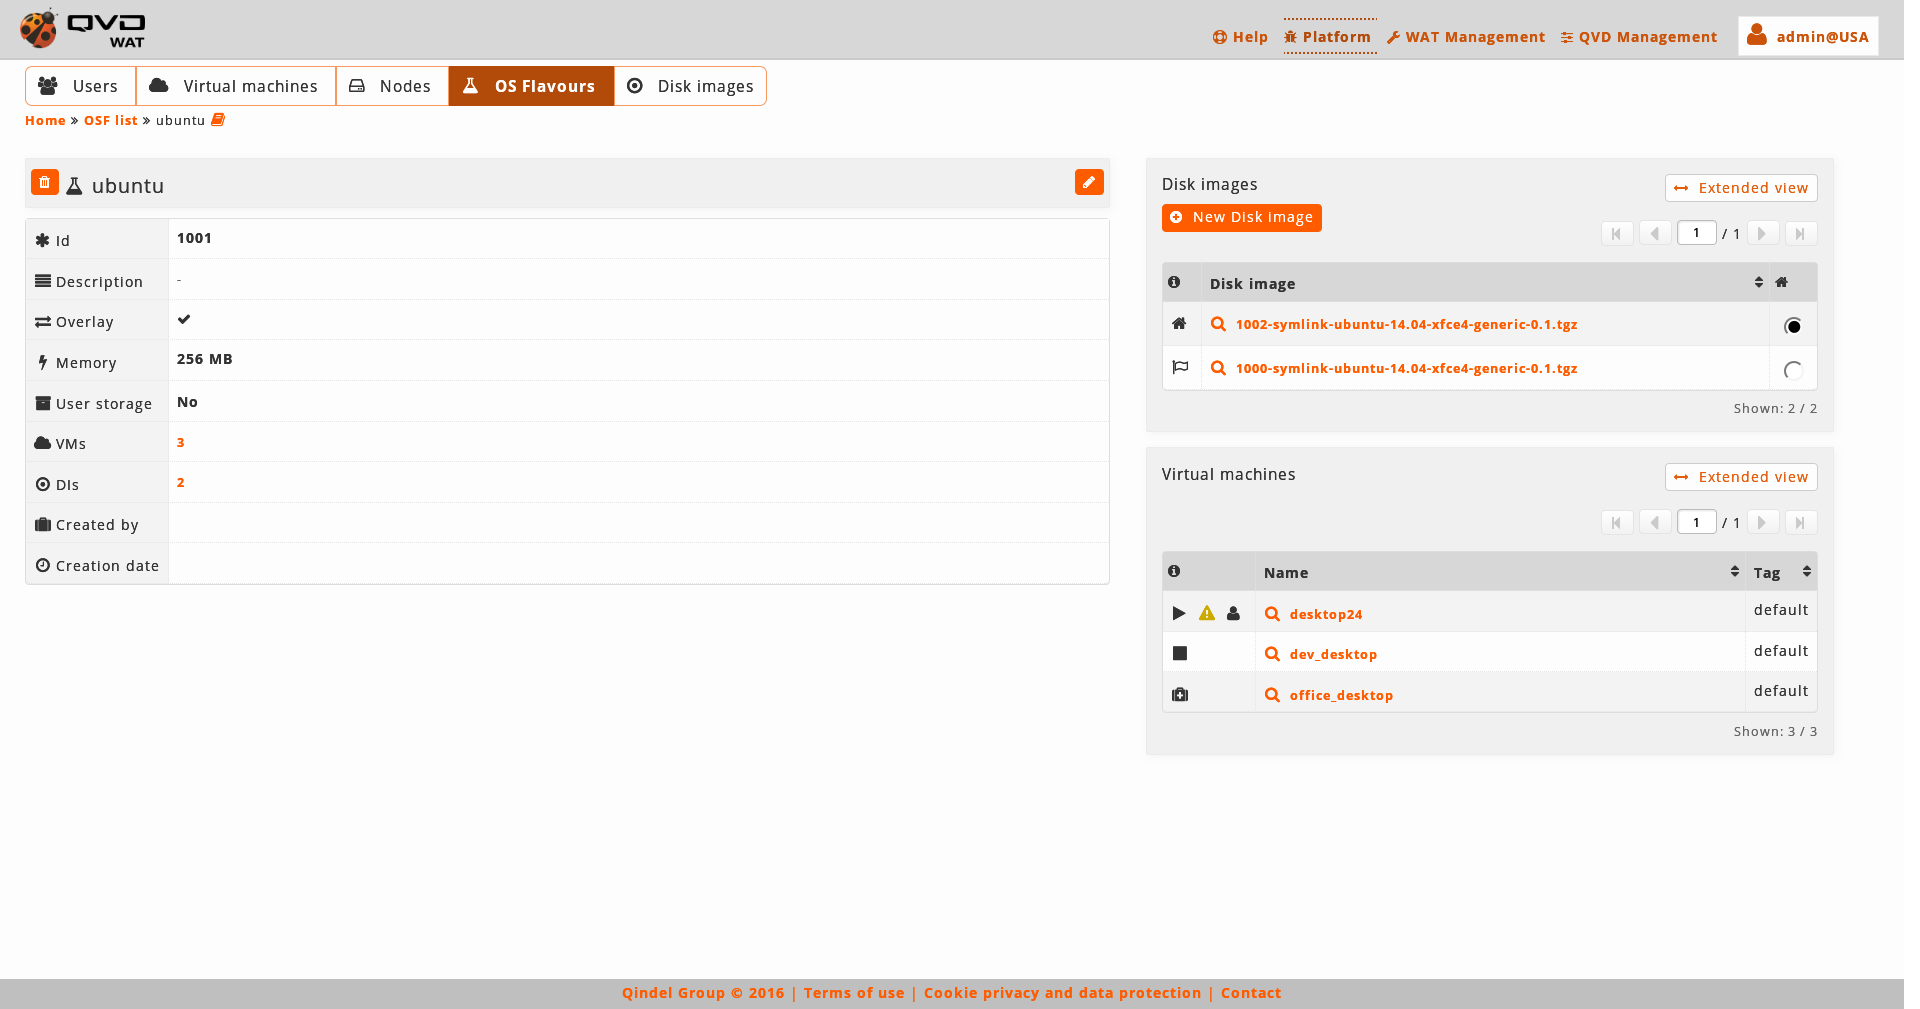 QVD
WAT
Help Platform WAT Management QVD Management admin@USA
Users Virtual machines Nodes OS Flavours Disk images
Home » OSF list » ubuntu
ubuntu
Id 1001
Description -
Overlay
Memory 256 MB
User storage No
VMs 3
DIs 2
Created by
Creation date
Disk images
Extended view
New Disk image
1 / 1
Disk image
1002-symlink-ubuntu-14.04-xfce4-generic-0.1.tgz
1000-symlink-ubuntu-14.04-xfce4-generic-0.1.tgz
Shown: 2 / 2
Virtual machines
Extended view
1 / 1
Name Tag
desktop24 default
dev_desktop default
office_desktop default
Shown: 3 / 3
Qindel Group © 2016 | Terms of use | Cookie privacy and data protection | Contact